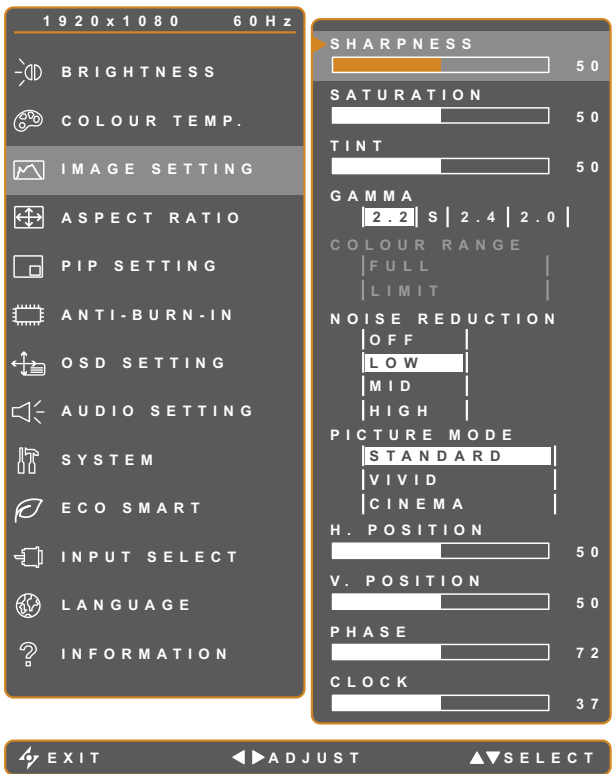 1920x1080 60Hz
BRIGHTNESS
COLOUR TEMP.
IMAGE SETTING
ASPECT RATIO
PIP SETTING
ANTI-BURN-IN
OSD SETTING
AUDIO SETTING
SYSTEM
ECO SMART
INPUT SELECT
LANGUAGE
INFORMATION
SHARPNESS
50
SATURATION
50
TINT
50
GAMMA
2.2 S 2.4 2.0
COLOUR RANGE
FULL
LIMIT
NOISE REDUCTION
OFF
LOW
MID
HIGH
PICTURE MODE
STANDARD
VIVID
CINEMA
H. POSITION
50
V. POSITION
50
PHASE
72
CLOCK
37
EXIT ADJUST SELECT